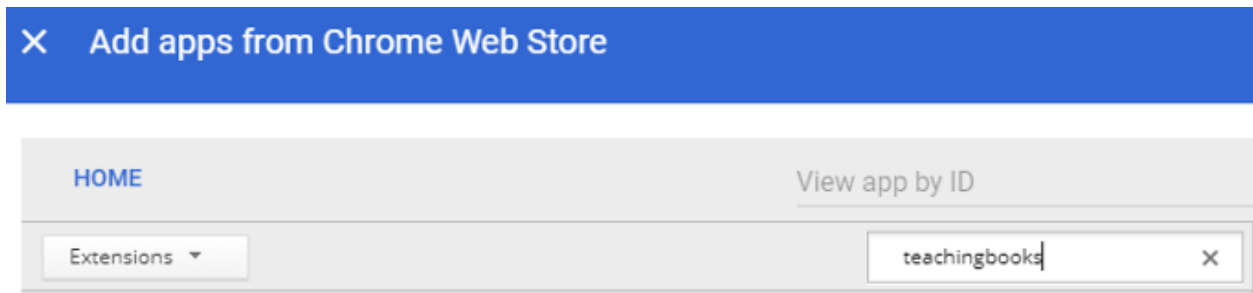 Add apps from Chrome Web Store
HOME
View app by ID
Extensions
teachingbooks